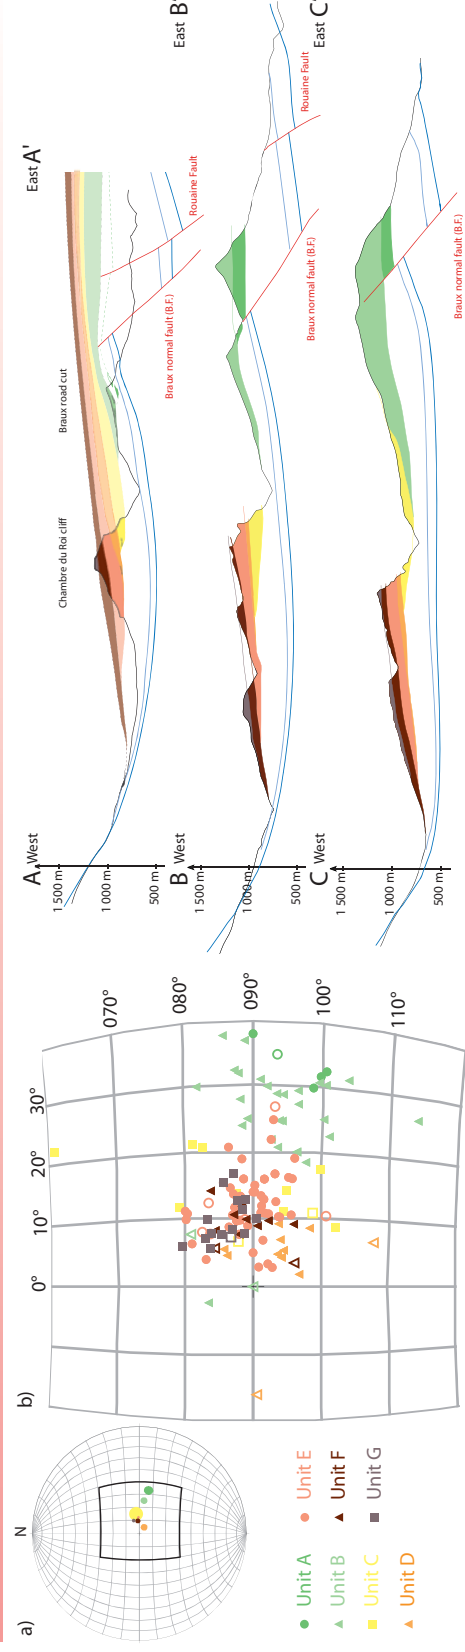 a)
N
Unit A
Unit B
Unit C
Unit D
Unit E
Unit F
Unit G
b)
0°
10°
20°
30°
070°
080°
090°
100°
110°
A West
East A'
1 500 m
1 000 m
500 m
Chambre du Roi cliff
Braux road cut
Braux normal fault (B.F.)
Rouaine Fault
B West
East B'
1 500 m
1 000 m
500 m
Braux normal fault (B.F.)
Rouaine Fault
C West
East C'
1 500 m
1 000 m
500 m
Braux normal fault (B.F.)